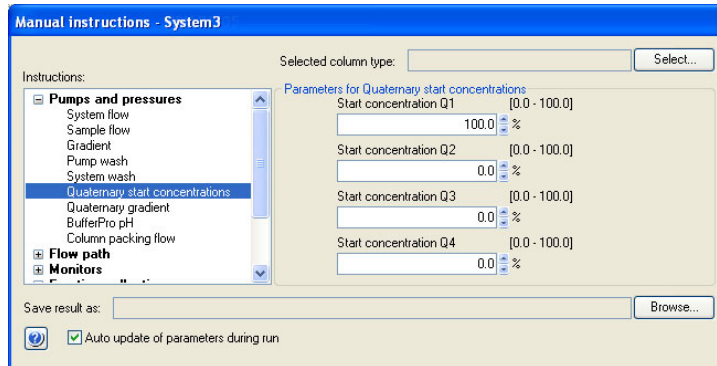 Manual instructions - System3
Selected column type:
Select...
Instructions:
Pumps and pressures
System flow
Sample flow
Gradient
Pump wash
System wash
Quaternary start concentrations
Quaternary gradient
BufferPro pH
Column packing flow
Flow path
Monitors
Parameters for Quaternary start concentrations
Start concentration Q1 [0.0 - 100.0]
100.0 %
Start concentration Q2 [0.0 - 100.0]
0.0 %
Start concentration Q3 [0.0 - 100.0]
0.0 %
Start concentration Q4 [0.0 - 100.0]
0.0 %
Save result as:
Browse...
Auto update of parameters during run